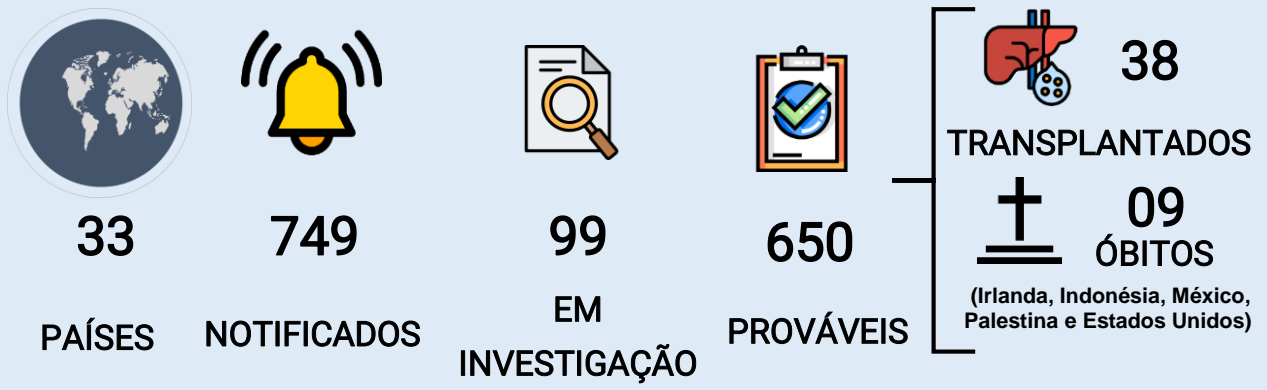 33
PAÍSES
749
NOTIFICADOS
99
EM
INVESTIGAÇÃO
650
PROVÁVEIS
38
TRANSPLANTADOS
09
ÓBITOS
(Irlanda, Indonésia, México,
Palestina e Estados Unidos)